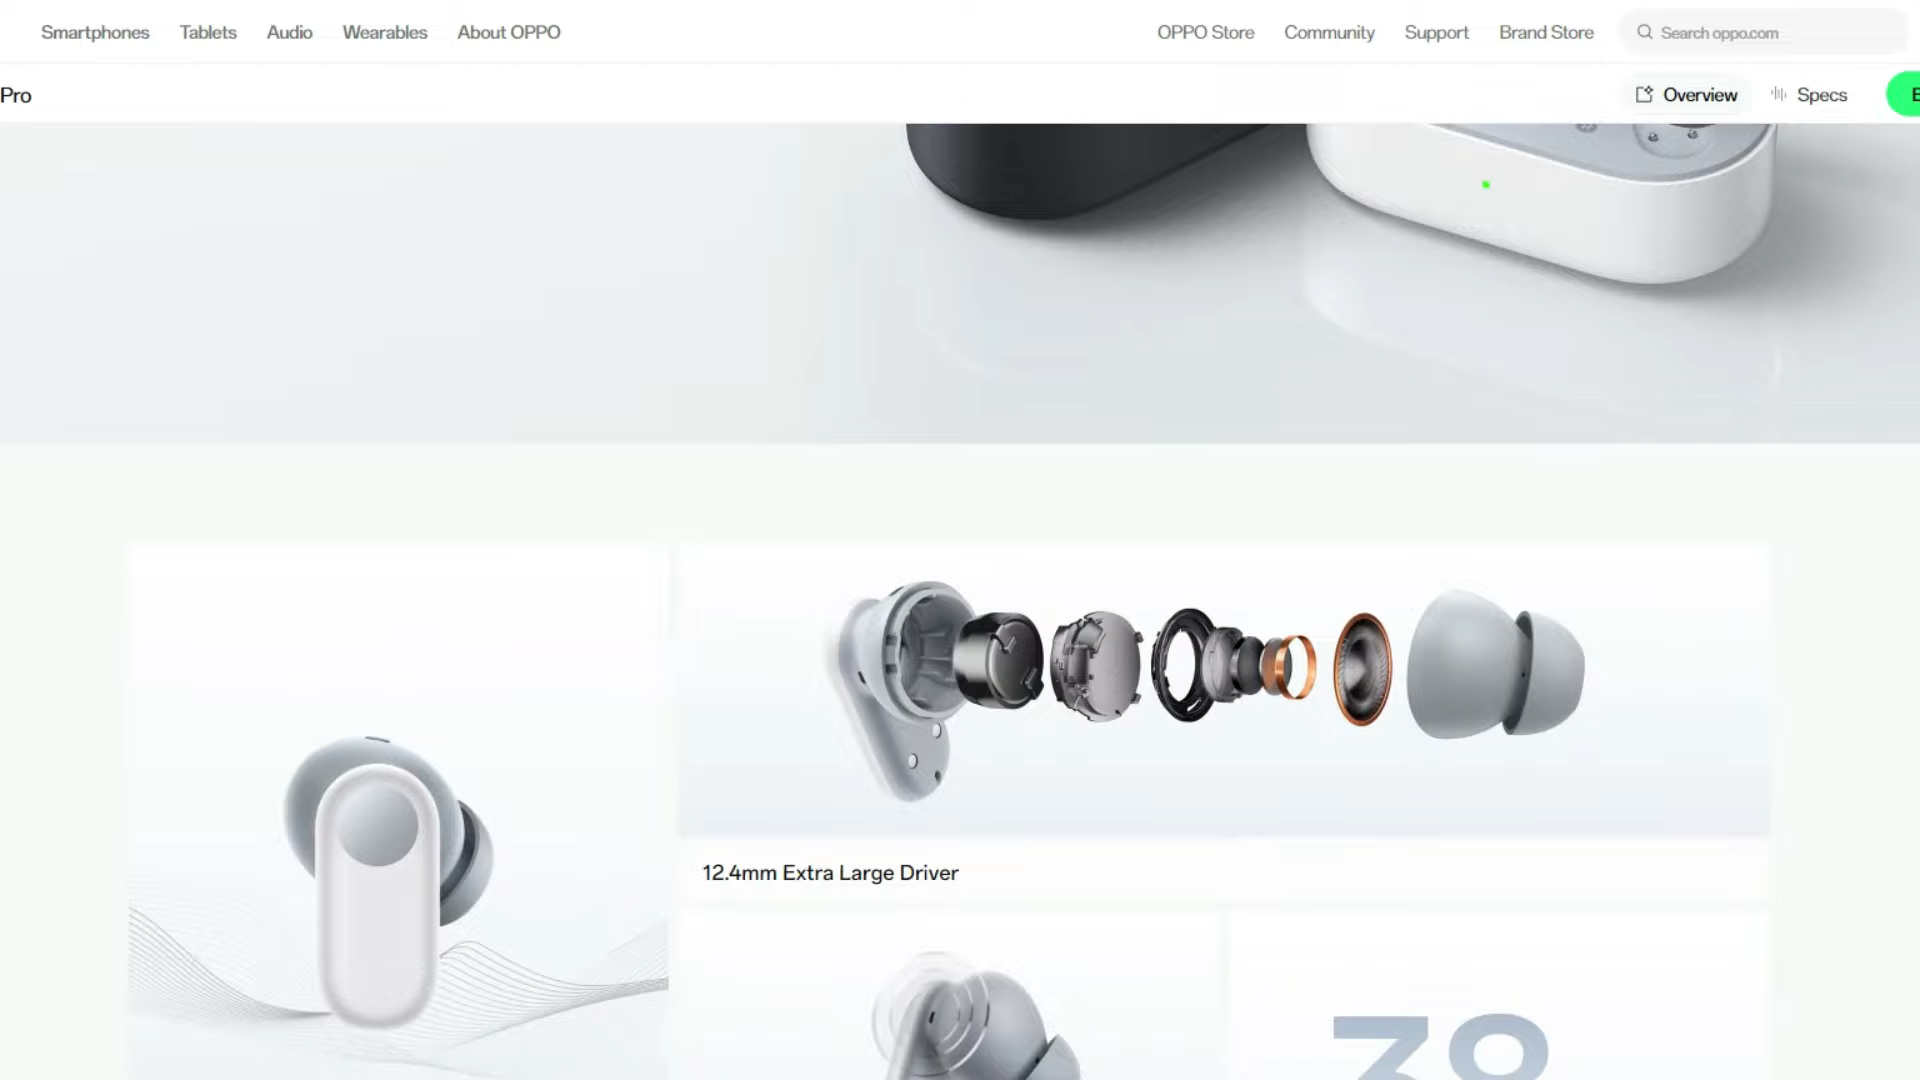 Smartphones Tablets Audio Wearables About OPPO OPPO Store Community Support Brand Store Search oppo.com
Pro Overview Specs
12.4mm Extra Large Driver